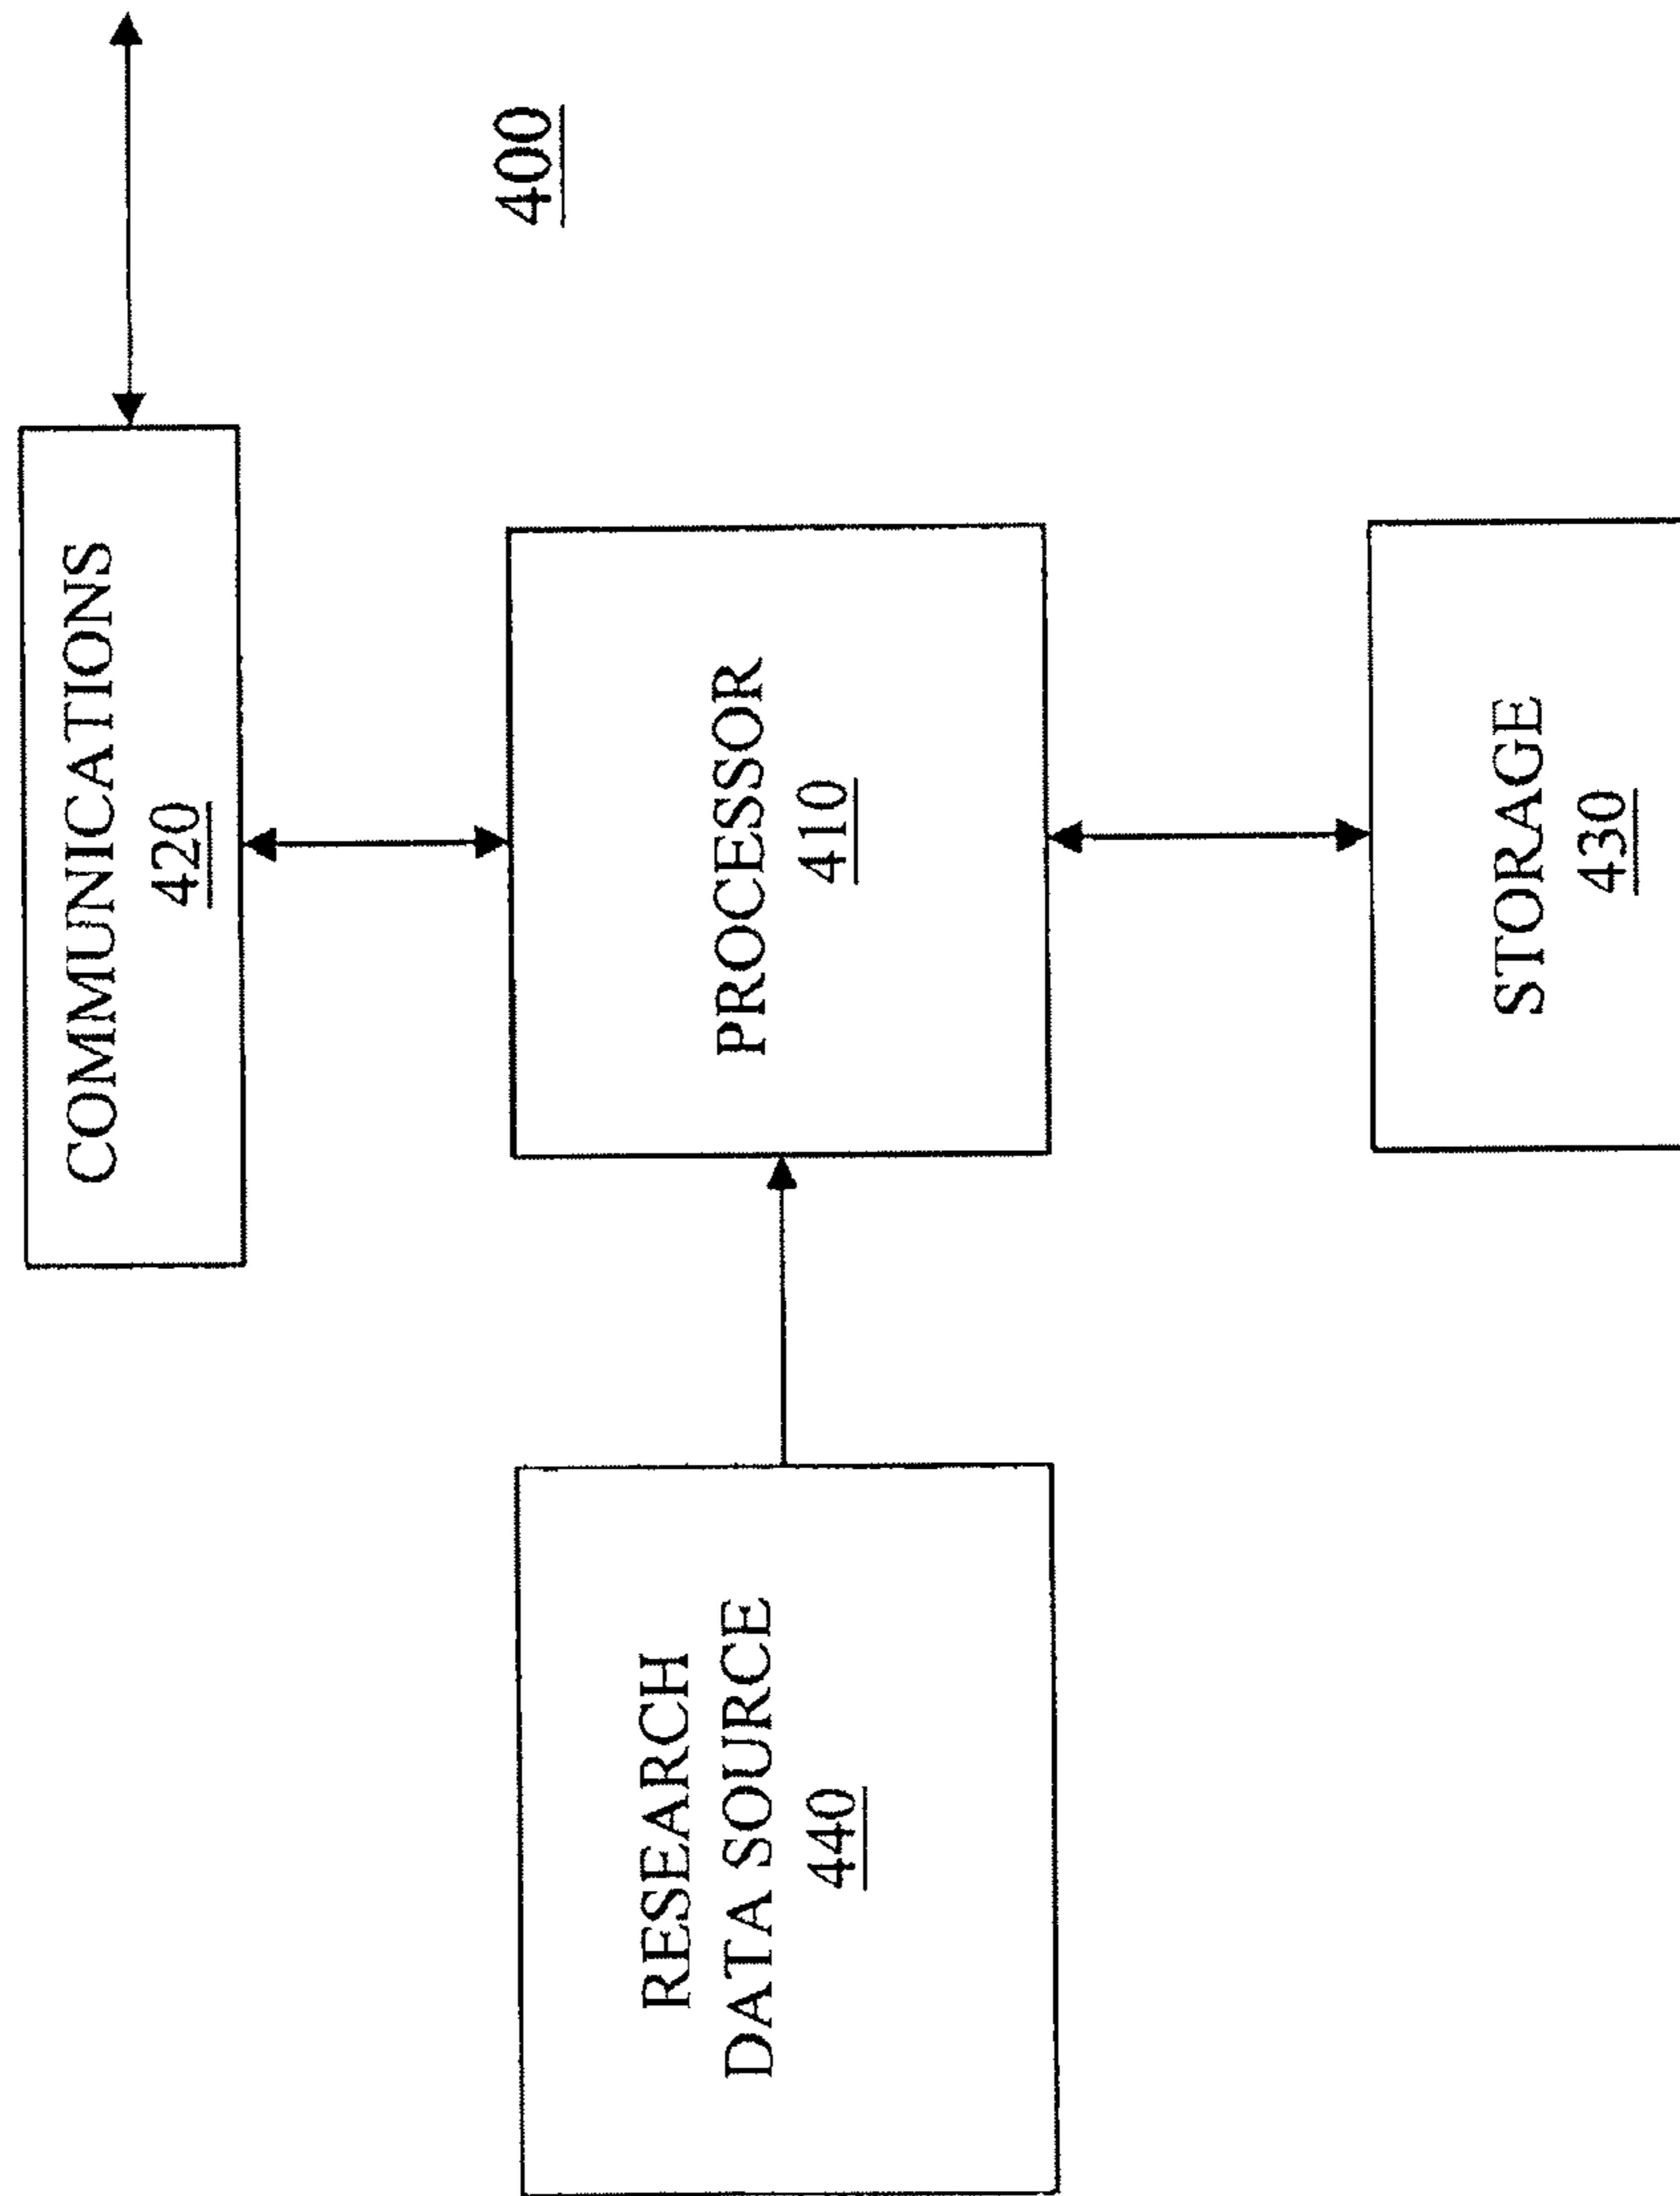 COMMUNICATIONS
420
400
RESEARCH
DATA SOURCE
440
PROCESSOR
410
STORAGE
430